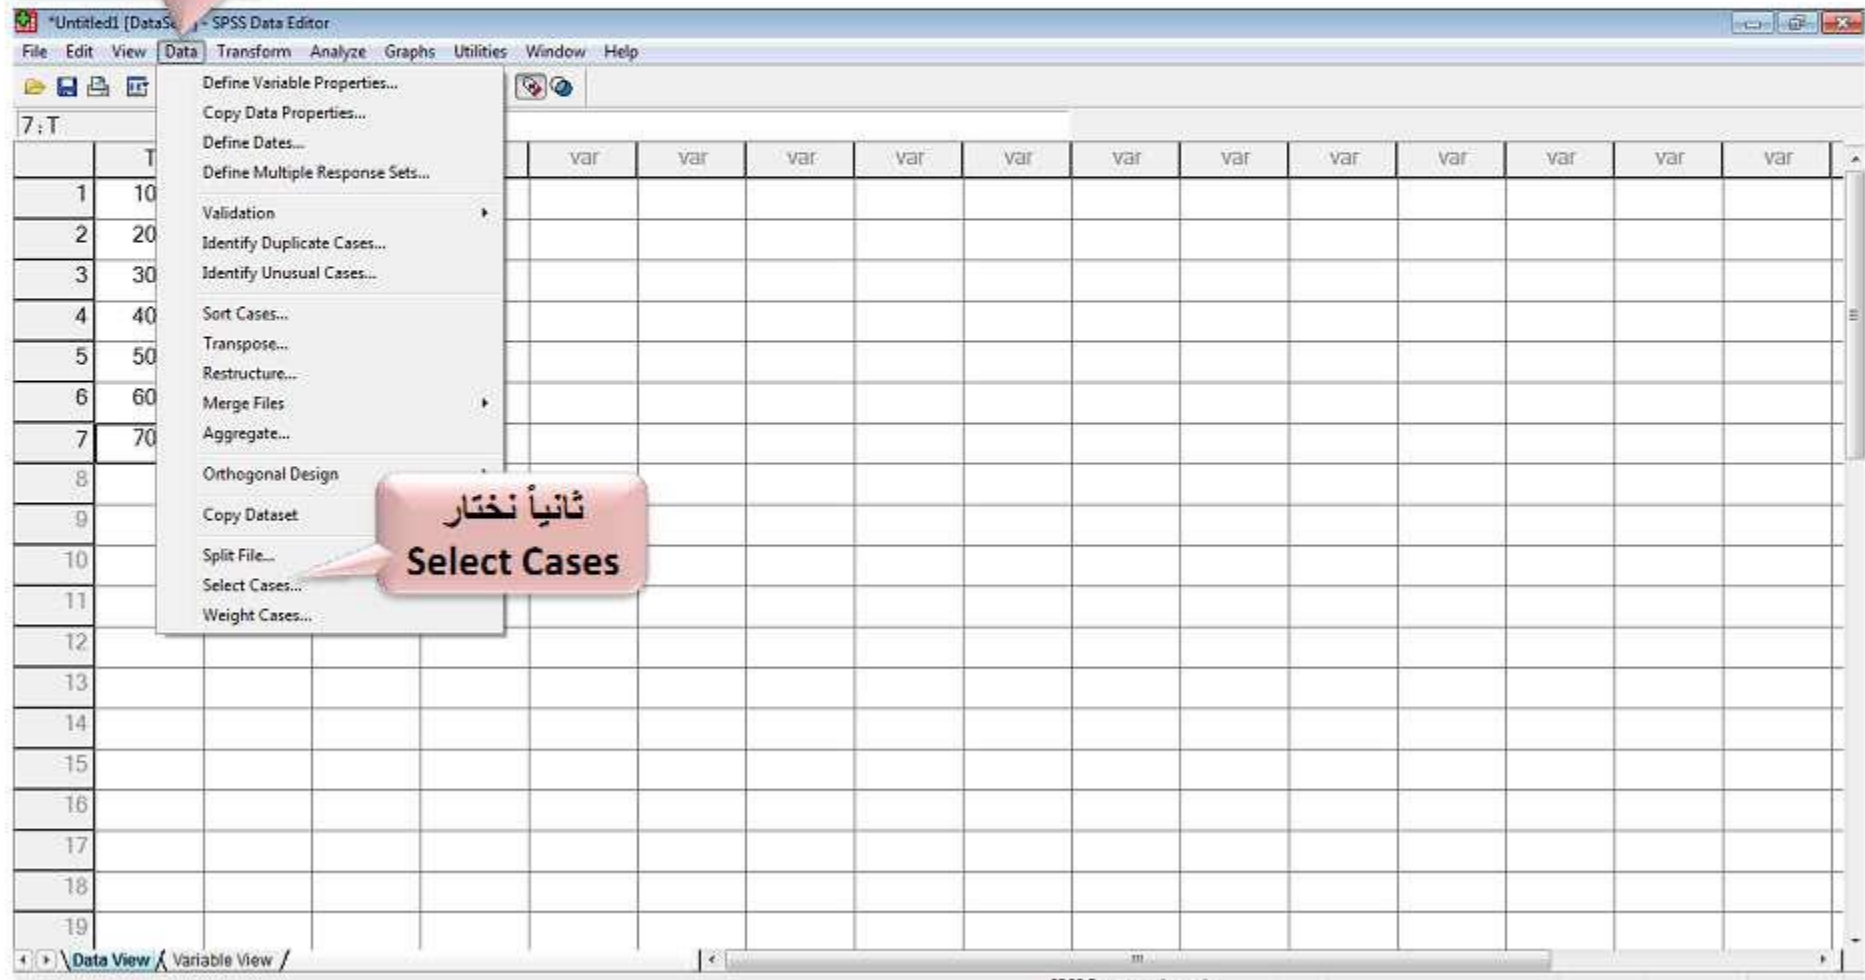 *Untitled1 [DataSe - SPSS Data Editor
File Edit View Data Transform Analyze Graphs Utilities Window Help
7:T
Define Variable Properties...
Copy Data Properties...
Define Dates...
Define Multiple Response Sets...
Validation
Identify Duplicate Cases...
Identify Unusual Cases...
Sort Cases...
Transpose...
Restructure...
Merge Files
Aggregate...
Orthogonal Design
Copy Dataset
Split File...
Select Cases...
Weight Cases...
ثانياً نختار
Select Cases
T var var var var var var var var var var var var
1 10
2 20
3 30
4 40
5 50
6 60
7 70
8
9
10
11
12
13
14
15
16
17
18
19
Data View Variable View